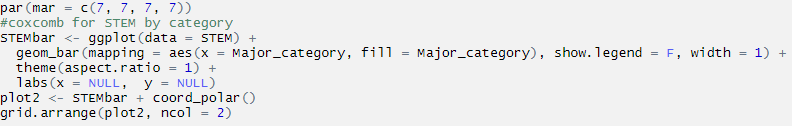 par(mar = c(7, 7, 7, 7))
#coxcomb for STEM by category
STEMbar <- ggplot(data = STEM) +
  geom_bar(mapping = aes(x = Major_category, fill = Major_category), show.legend = F, width = 1) +
  theme(aspect.ratio = 1) +
  labs(x = NULL,  y = NULL)
plot2 <- STEMbar + coord_polar()
grid.arrange(plot2, ncol = 2)